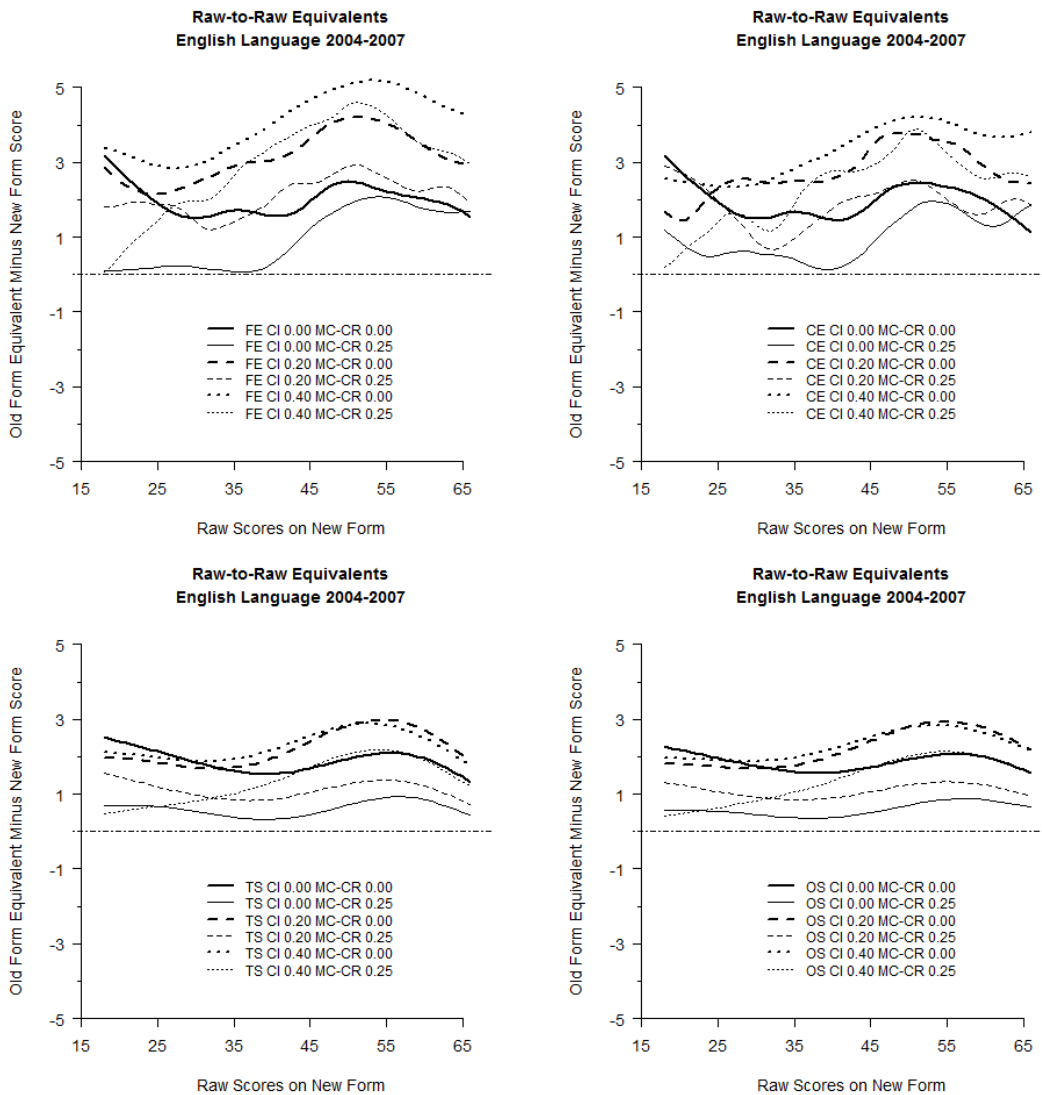 Raw-to-Raw Equivalents
English Language 2004-2007
Old Form Equivalent Minus New Form Score
5
3
1
-1
-3
-5
FE CI 0.00 MC-CR 0.00
FE CI 0.00 MC-CR 0.25
FE CI 0.20 MC-CR 0.00
FE CI 0.20 MC-CR 0.25
FE CI 0.40 MC-CR 0.00
FE CI 0.40 MC-CR 0.25
15 25 35 45 55 65
Raw Scores on New Form
Raw-to-Raw Equivalents
English Language 2004-2007
Old Form Equivalent Minus New Form Score
5
3
1
-1
-3
-5
CE CI 0.00 MC-CR 0.00
CE CI 0.00 MC-CR 0.25
CE CI 0.20 MC-CR 0.00
CE CI 0.20 MC-CR 0.25
CE CI 0.40 MC-CR 0.00
CE CI 0.40 MC-CR 0.25
15 25 35 45 55 65
Raw Scores on New Form
Raw-to-Raw Equivalents
English Language 2004-2007
Old Form Equivalent Minus New Form Score
5
3
1
-1
-3
-5
TS CI 0.00 MC-CR 0.00
TS CI 0.00 MC-CR 0.25
TS CI 0.20 MC-CR 0.00
TS CI 0.20 MC-CR 0.25
TS CI 0.40 MC-CR 0.00
TS CI 0.40 MC-CR 0.25
15 25 35 45 55 65
Raw Scores on New Form
Raw-to-Raw Equivalents
English Language 2004-2007
Old Form Equivalent Minus New Form Score
5
3
1
-1
-3
-5
OS CI 0.00 MC-CR 0.00
OS CI 0.00 MC-CR 0.25
OS CI 0.20 MC-CR 0.00
OS CI 0.20 MC-CR 0.25
OS CI 0.40 MC-CR 0.00
OS CI 0.40 MC-CR 0.25
15 25 35 45 55 65
Raw Scores on New Form